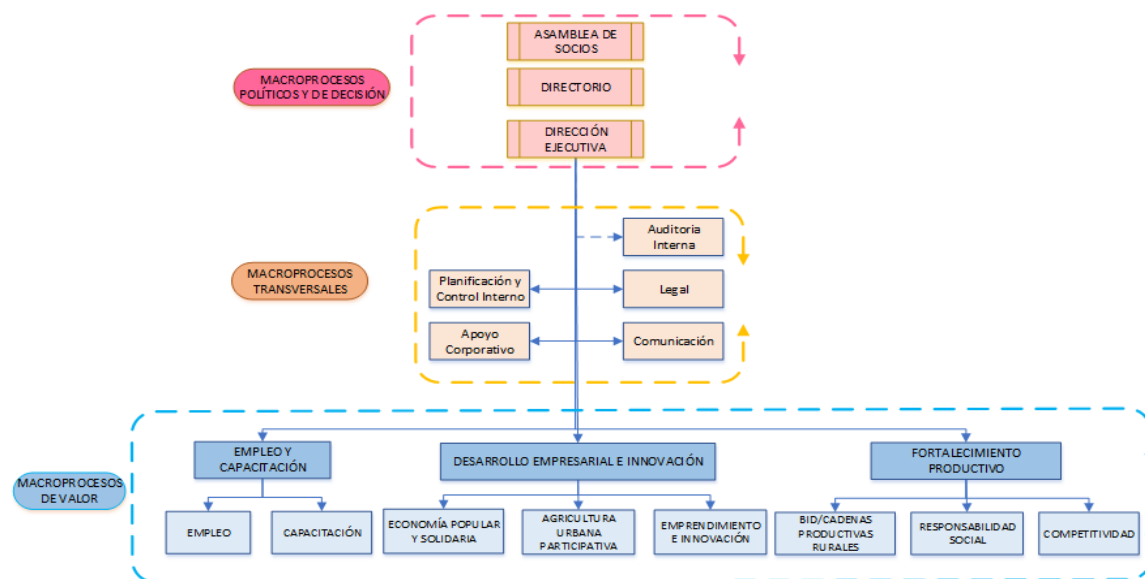 ASAMBLEA DE
SOCIOS
MACROPROCESOS
POLÍTICOS Y DE DECISIÓN
DIRECTORIO
DIRECCIÓN
EJECUTIVA
Auditoria
Interna
MACROPROCESOS
TRANSVERSALES
Planificación y
Control Interno
Legal
Apoyo
Corporativo
Comunicación
EMPLEO Y
CAPACITACIÓN
DESARROLLO EMPRESARIAL E INNOVACIÓN
FORTALECIMIENTO
PRODUCTIVO
MACROPROCESOS
DE VALOR
EMPLEO
CAPACITACIÓN
ECONOMÍA POPULAR
Y SOLIDARIA
AGRICULTURA
URBANA
PARTICIPATIVA
EMPRENDIMIENTO
E INNOVACIÓN
BID/CADENAS
PRODUCTIVAS
RURALES
RESPONSABILIDAD
SOCIAL
COMPETITIVIDAD